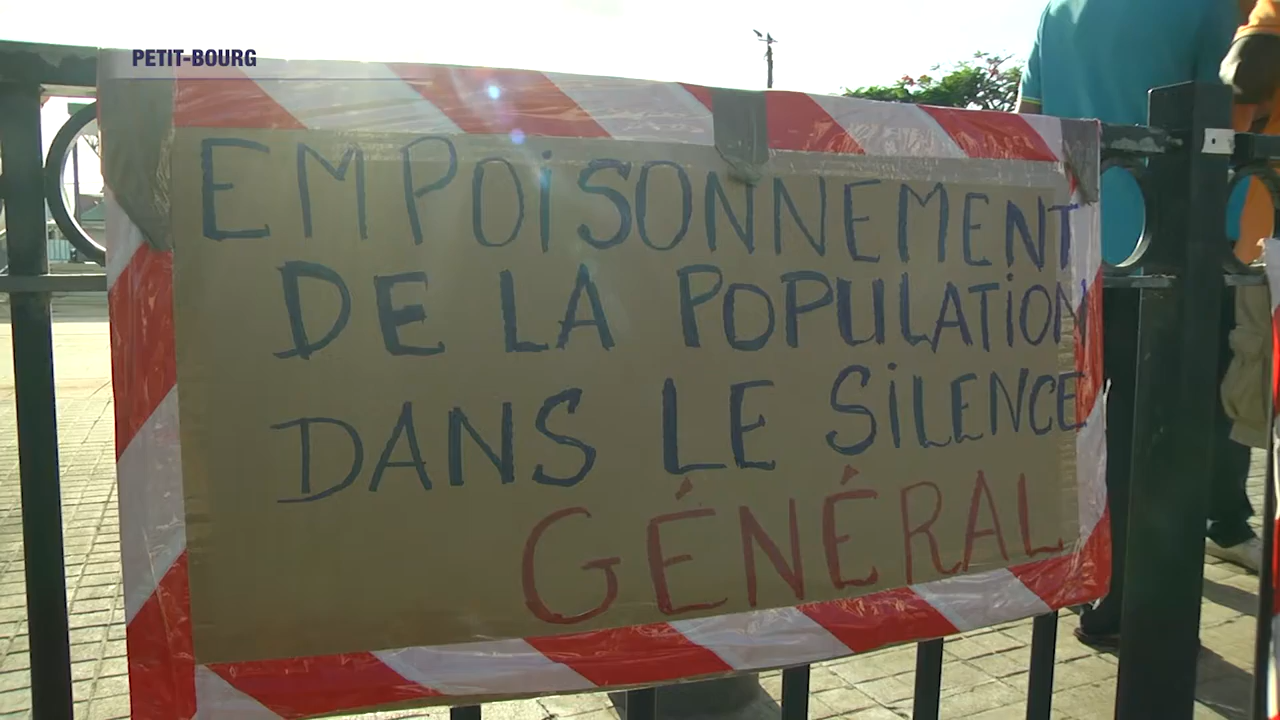 PETIT-BOURG
EMPOiSONNEMENT
DE LA POPULATiON
DANS LE SiLENCE
GÉNÉRAL